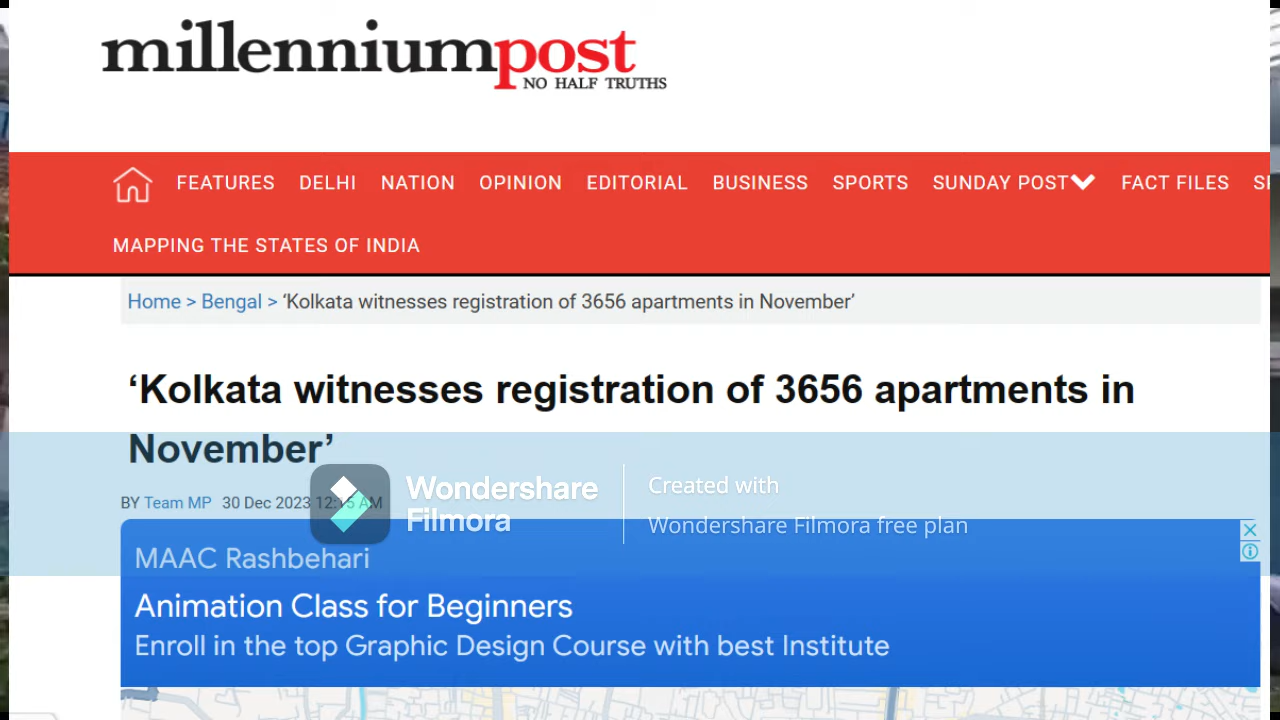 millenniumpost
NO HALF TRUTHS
FEATURES DELHI NATION OPINION EDITORIAL BUSINESS SPORTS SUNDAY POST FACT FILES
MAPPING THE STATES OF INDIA
Home > Bengal > ‘Kolkata witnesses registration of 3656 apartments in November’
‘Kolkata witnesses registration of 3656 apartments in
November’
BY Team MP 30 Dec 2023 12:15 AM
Wondershare
Filmora
Created with
Wondershare Filmora free plan
MAAC Rashbehari
Animation Class for Beginners
Enroll in the top Graphic Design Course with best Institute